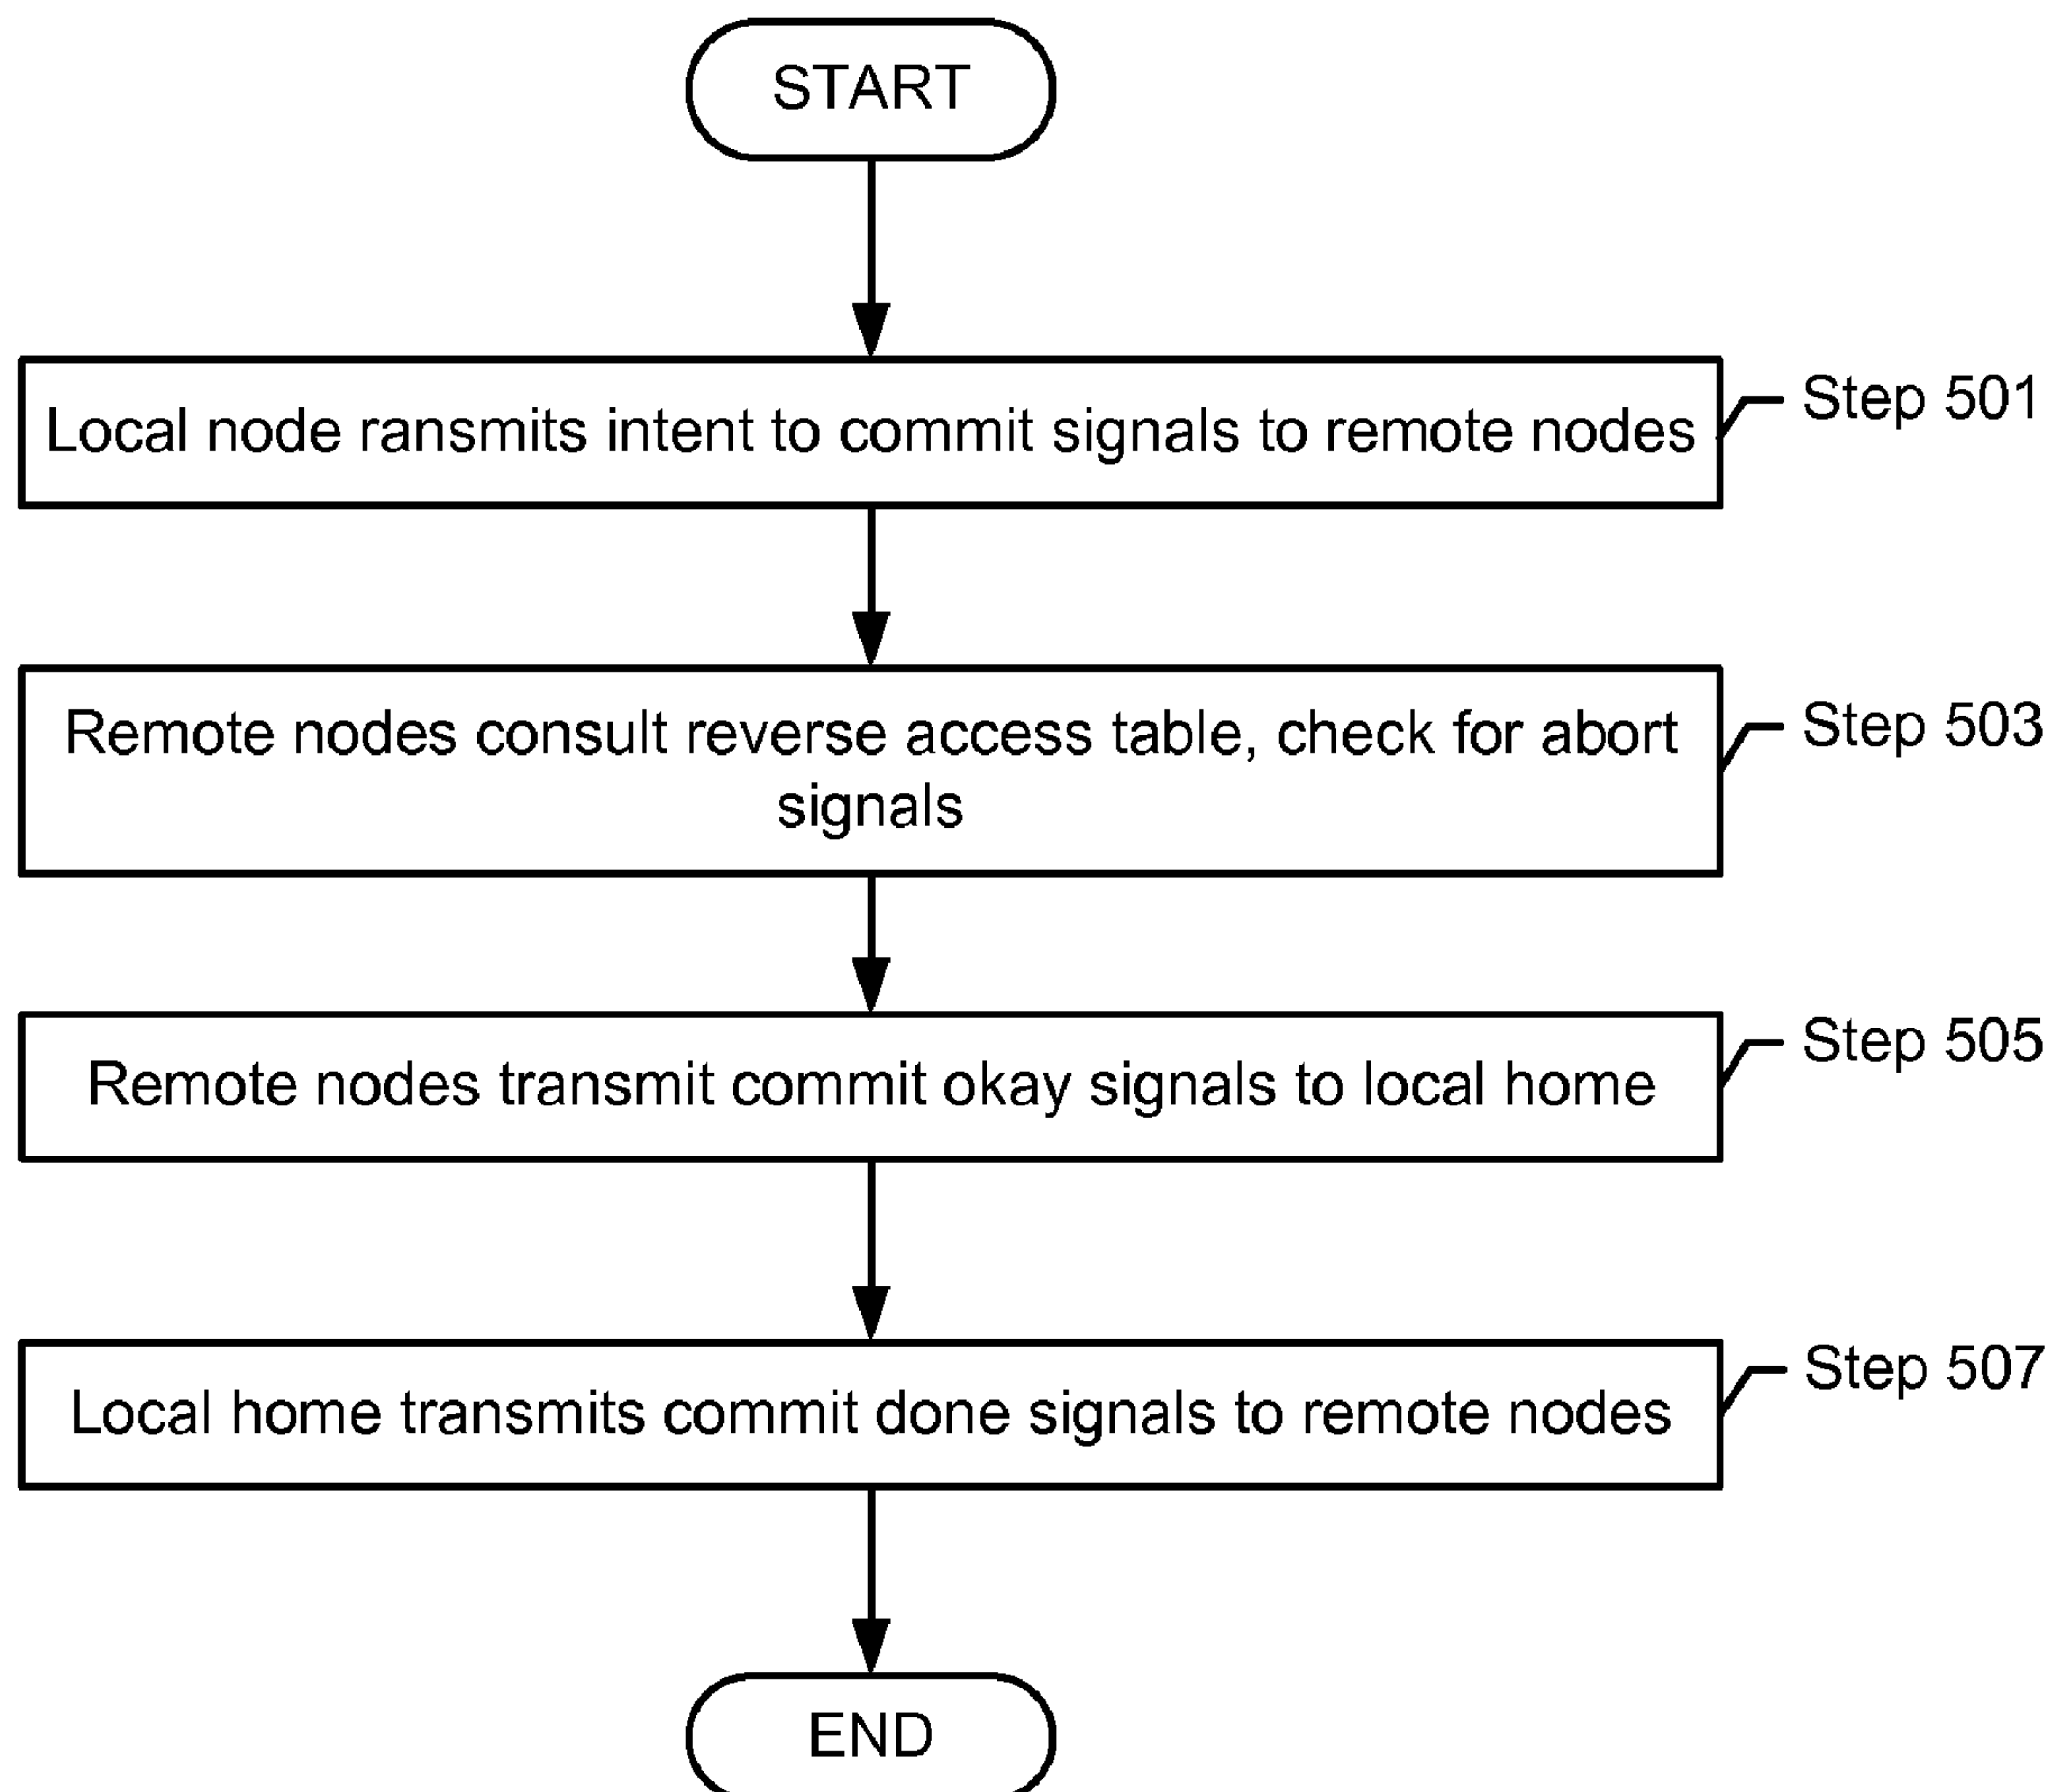 START
Local node ransmits intent to commit signals to remote nodes
Step 501
Remote nodes consult reverse access table, check for abort
signals
Step 503
Remote nodes transmit commit okay signals to local home
Step 505
Local home transmits commit done signals to remote nodes
Step 507
END